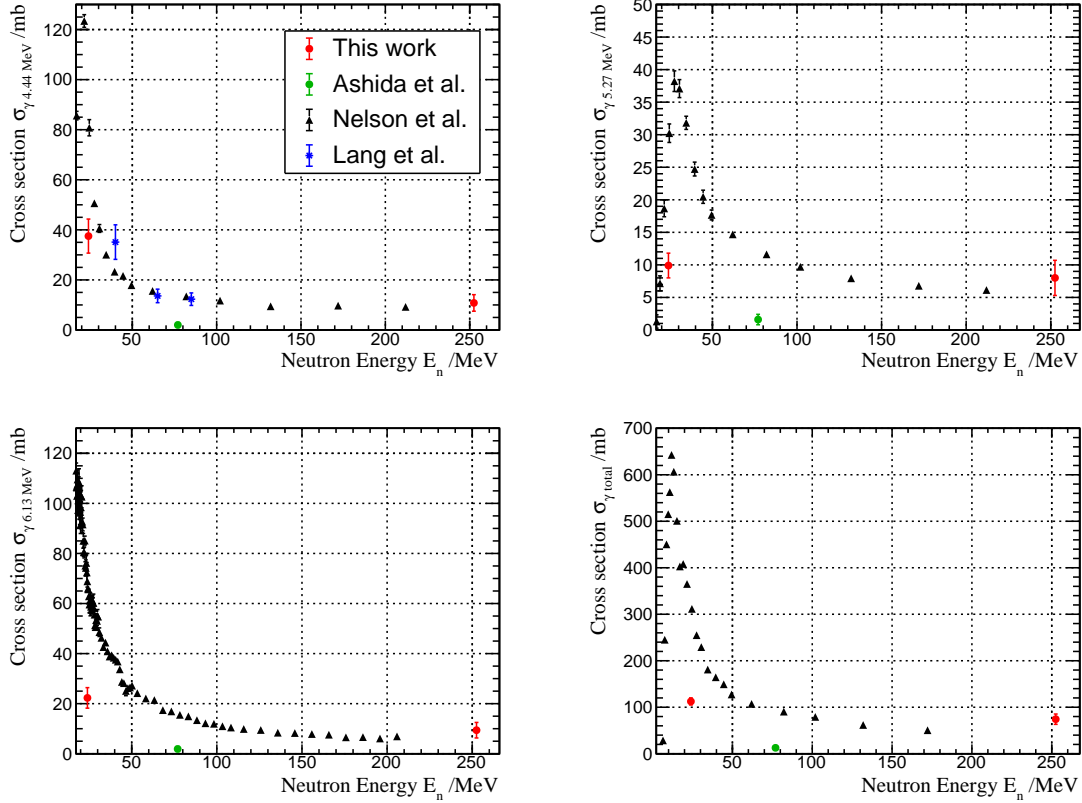 Cross section σγ 4.44 MeV /mb
120
100
80
60
40
20
0
50 100 150 200 250
Neutron Energy En /MeV
This work
Ashida et al.
Nelson et al.
Lang et al.
Cross section σγ 5.27 MeV /mb
50
45
40
35
30
25
20
15
10
5
0
50 100 150 200 250
Neutron Energy En /MeV
Cross section σγ 6.13 MeV /mb
120
100
80
60
40
20
0
50 100 150 200 250
Neutron Energy En /MeV
Cross section σγ total /mb
700
600
500
400
300
200
100
0
50 100 150 200 250
Neutron Energy En /MeV